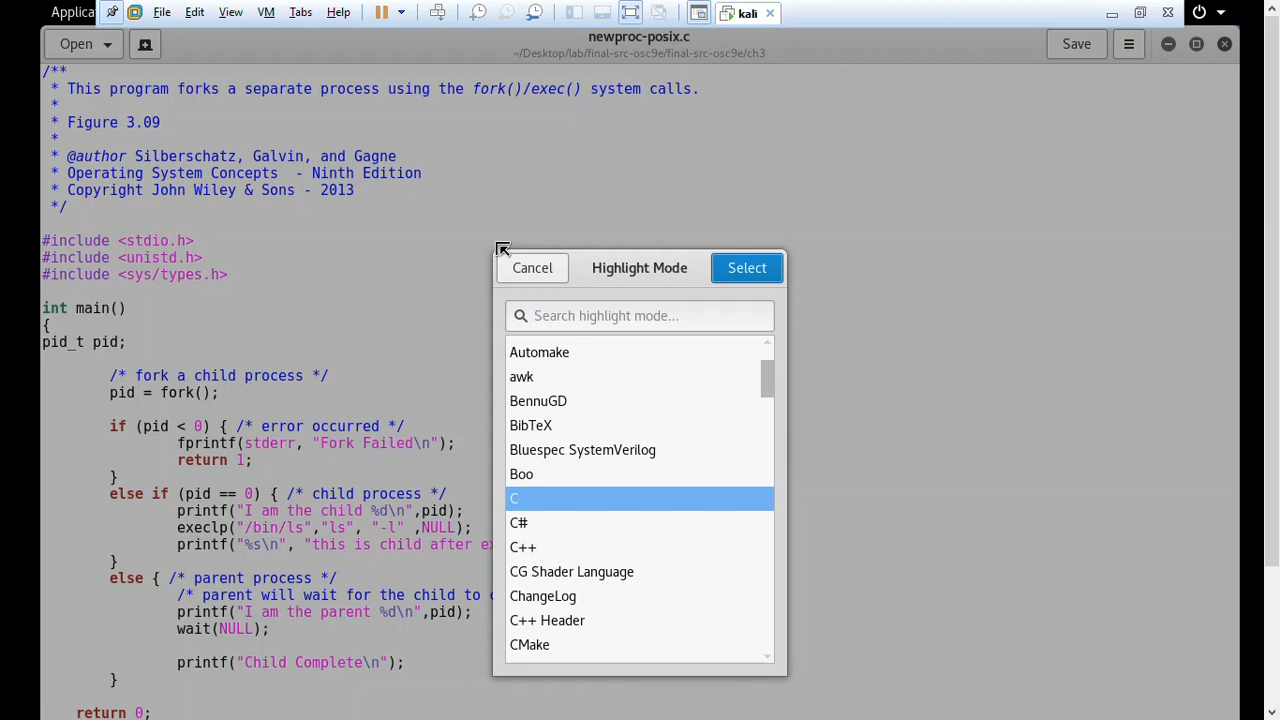 Applica File Edit View VM Tabs Help kali
Open newproc-posix.c Save
~/Desktop/lab/final-src-osc9e/final-src-osc9e/ch3
/**
* This program forks a separate process using the fork()/exec() system calls.
*
* Figure 3.09
*
* @author Silberschatz, Galvin, and Gagne
* Operating System Concepts  - Ninth Edition
* Copyright John Wiley & Sons - 2013
*/
#include <stdio.h>
#include <unistd.h>
#include <sys/types.h>
int main()
{
pid_t pid;
/* fork a child process */
pid = fork();
if (pid < 0) { /* error occurred */
fprintf(stderr, "Fork Failed\n");
return 1;
}
else if (pid == 0) { /* child process */
printf("I am the child %d\n",pid);
execlp("/bin/ls","ls", "-l" ,NULL);
printf("%s\n", "this is child after ex
}
else { /* parent process */
/* parent will wait for the child to c
printf("I am the parent %d\n",pid);
wait(NULL);
printf("Child Complete\n");
}
return 0;
Cancel Highlight Mode Select
Search highlight mode...
Automake
awk
BennuGD
BibTeX
Bluespec SystemVerilog
Boo
C
C#
C++
CG Shader Language
ChangeLog
C++ Header
CMake